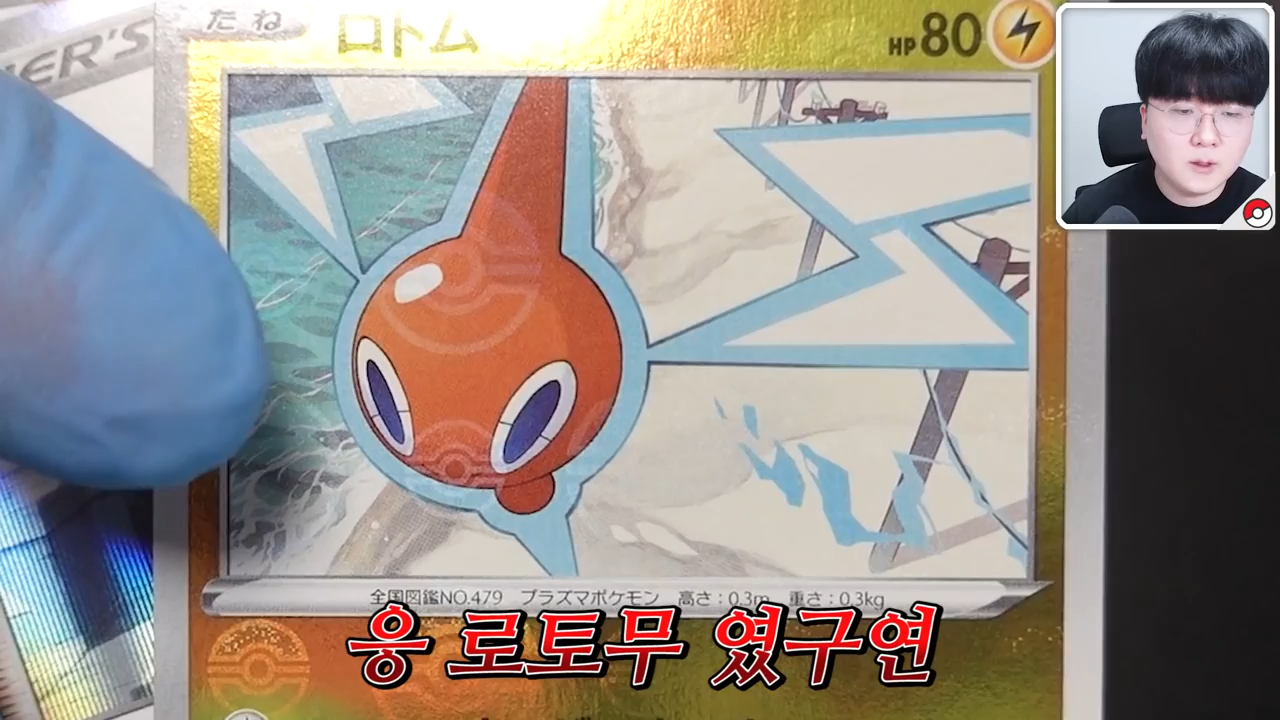 たね
ロトム
HP80
全国図鑑NO.479 プラズマポケモン 高さ：0.3m 重さ：0.3kg
웅 로토무 였구연